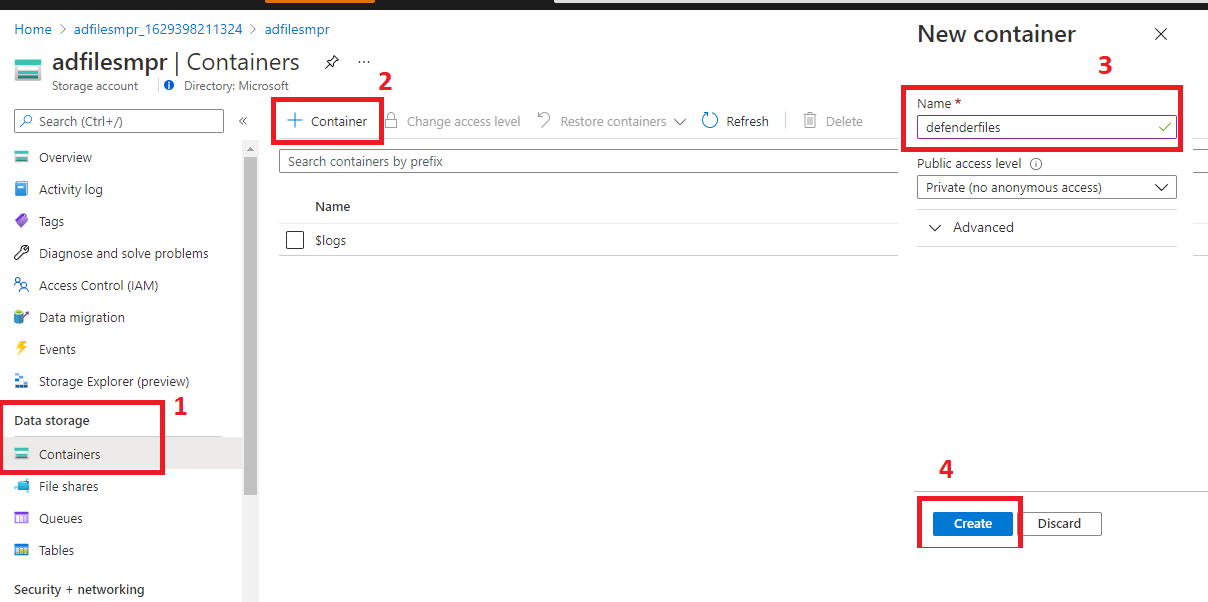 Home > adfilesmpr_1629398211324 > adfilesmpr
adfilesmpr | Containers ...
Storage account
Directory: Microsoft
Search (Ctrl+/)
«
Overview
Activity log
Tags
Diagnose and solve problems
Access Control (IAM)
Data migration
Events
Storage Explorer (preview)
1
Data storage
Containers
File shares
Queues
Tables
Security + networking
2
+ Container
Change access level
Restore containers
Refresh
Delete
Search containers by prefix
Name
$logs
New container
3
Name *
defenderfiles
Public access level
Private (no anonymous access)
Advanced
4
Create
Discard